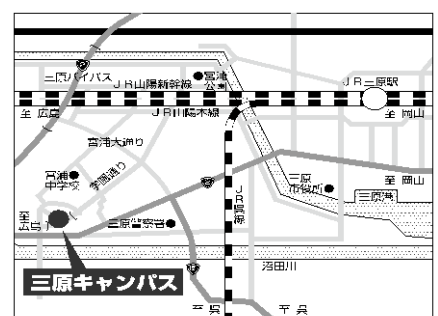 三原バイパス
宮浦
公園
JR山陽新幹線
JR三原駅
至 広島
JR山陽本線
至 岡山
宮浦大通り
宮浦
中学校
学園通り
三原
市役所
至 岡山
三原港
JR呉線
至
広島
三原警察署
三原キャンパス
沼田川
至 呉
至 呉